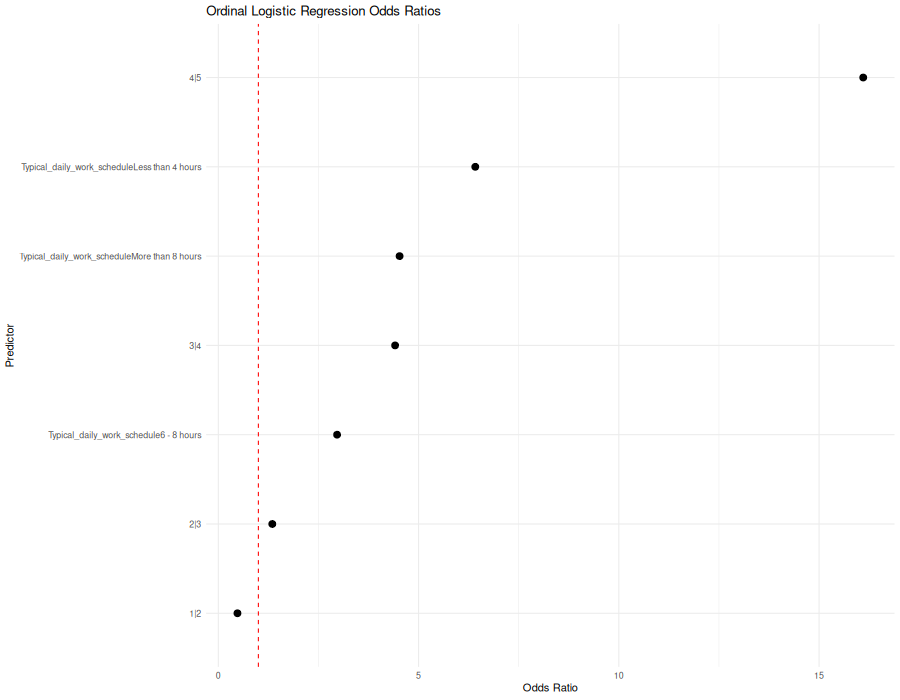 Ordinal Logistic Regression Odds Ratios
4|5
Typical_daily_work_scheduleLess than 4 hours
Typical_daily_work_scheduleMore than 8 hours
3|4
Typical_daily_work_schedule6 - 8 hours
2|3
1|2
Predictor
0 5 10 15
Odds Ratio